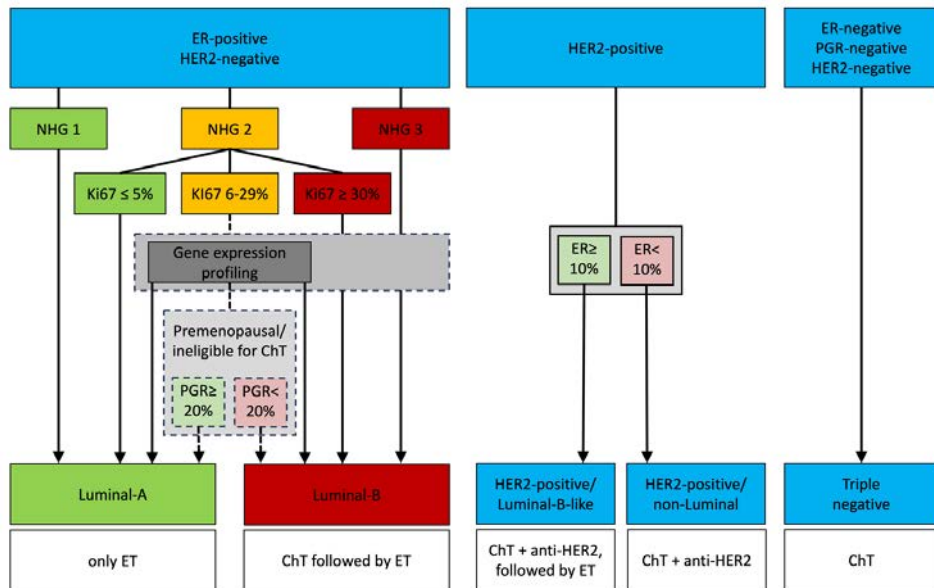 ER-positive
HER2-negative
HER2-positive
ER-negative
PGR-negative
HER2-negative
NHG 1
NHG 2
NHG 3
Ki67 ≤ 5%
KI67 6-29%
Ki67 ≥ 30%
Gene expression
profiling
ER≥
10%
ER<
10%
Premenopausal/
ineligible for ChT
PGR≥
20%
PGR<
20%
Luminal-A
Luminal-B
HER2-positive/
Luminal-B-like
HER2-positive/
non-Luminal
Triple
negative
only ET
ChT followed by ET
ChT + anti-HER2,
followed by ET
ChT + anti-HER2
ChT